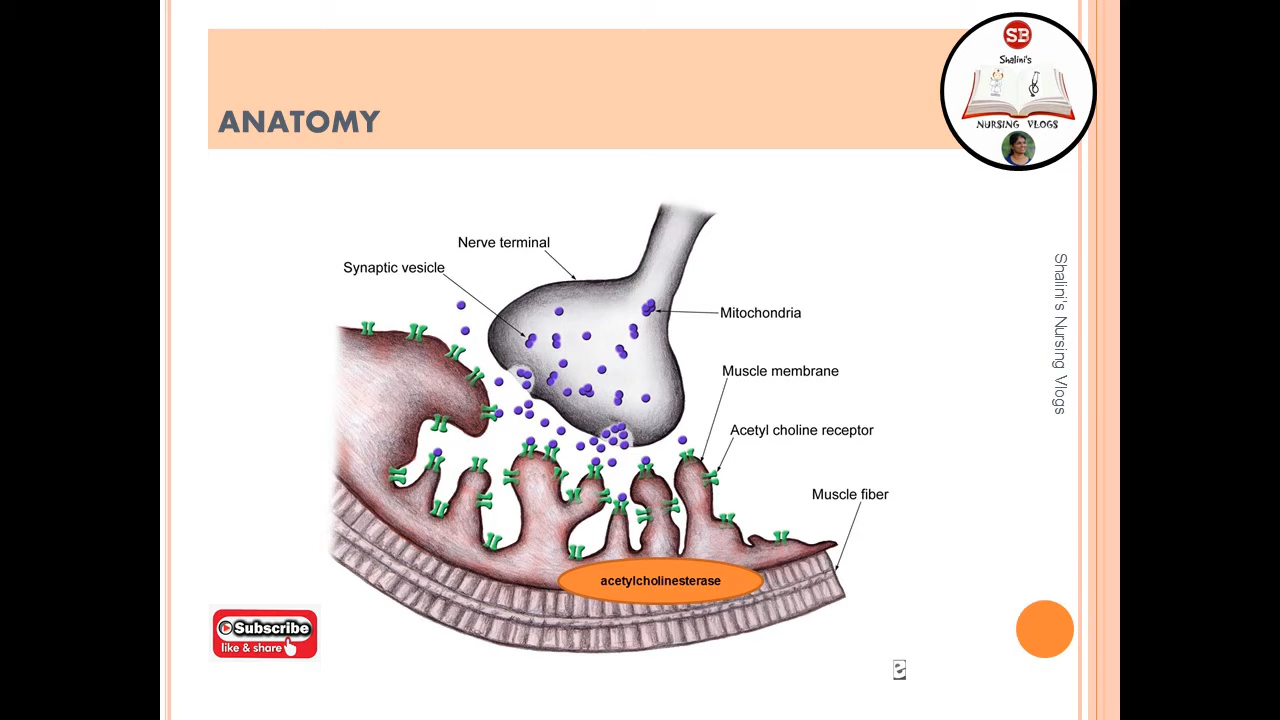 SB
Shalini's
NURSING VLOGS
ANATOMY
Nerve terminal
Synaptic vesicle
Mitochondria
Muscle membrane
Acetyl choline receptor
Muscle fiber
acetylcholinesterase
Shalini's Nursing Vlogs
Subscribe
like & share